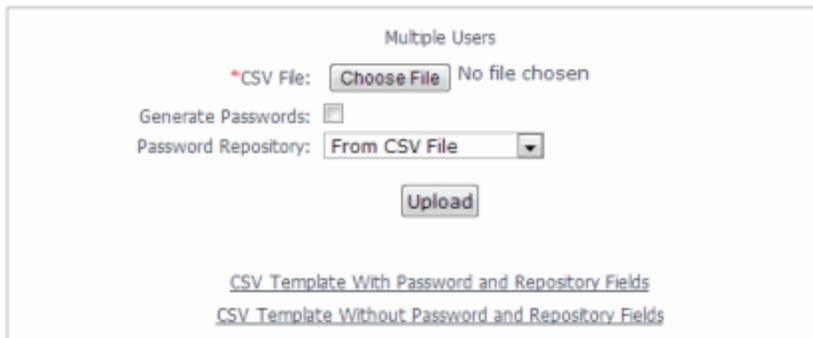 Multiple Users
*CSV File: Choose File No file chosen
Generate Passwords:
Password Repository: From CSV File
Upload
CSV Template With Password and Repository Fields
CSV Template Without Password and Repository Fields